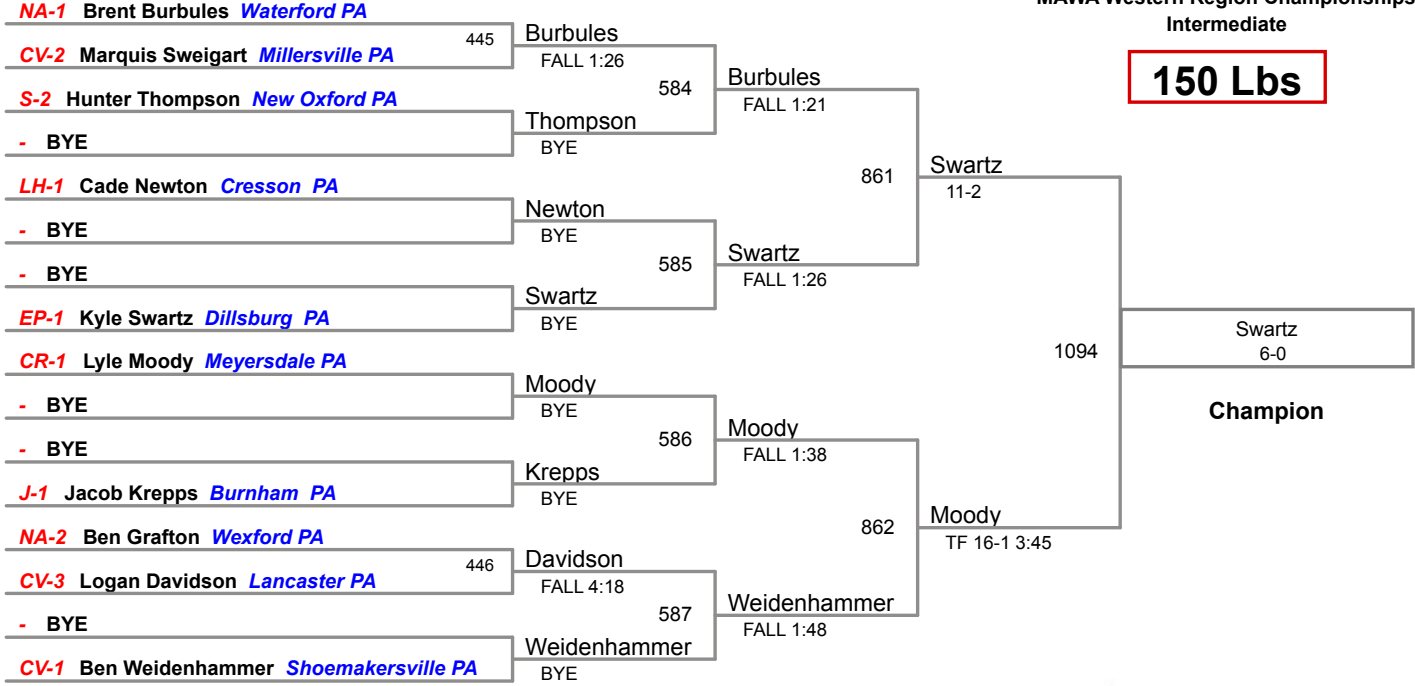 MAWA Western Region Championships
Intermediate
150 Lbs
NA-1 Brent Burbules Waterford PA
CV-2 Marquis Sweigart Millersville PA
S-2 Hunter Thompson New Oxford PA
- BYE
LH-1 Cade Newton Cresson PA
- BYE
- BYE
EP-1 Kyle Swartz Dillsburg PA
CR-1 Lyle Moody Meyersdale PA
- BYE
- BYE
J-1 Jacob Krepps Burnham PA
NA-2 Ben Grafton Wexford PA
CV-3 Logan Davidson Lancaster PA
- BYE
CV-1 Ben Weidenhammer Shoemakersville PA
445
446
Burbules
FALL 1:26
Thompson
BYE
Newton
BYE
Swartz
BYE
Moody
BYE
Krepps
BYE
Davidson
FALL 4:18
Weidenhammer
BYE
584
585
586
587
Burbules
FALL 1:21
Swartz
FALL 1:26
Moody
FALL 1:38
Weidenhammer
FALL 1:48
861
862
Swartz
11-2
Moody
TF 16-1 3:45
1094
Swartz
6-0
Champion